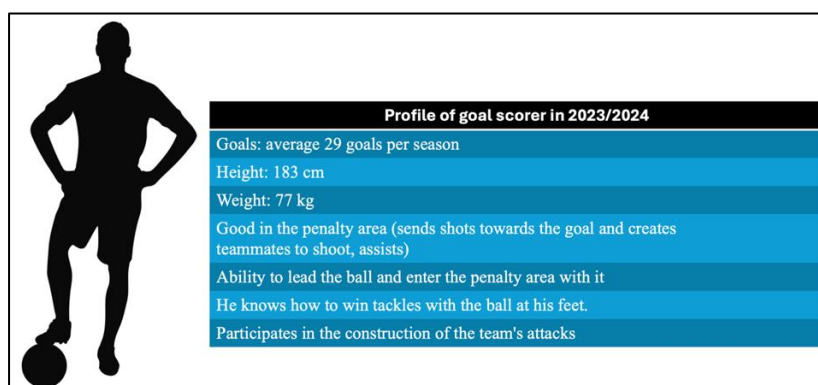 Profile of goal scorer in 2023/2024
Goals: average 29 goals per season
Height: 183 cm
Weight: 77 kg
Good in the penalty area (sends shots towards the goal and creates
teammates to shoot, assists)
Ability to lead the ball and enter the penalty area with it
He knows how to win tackles with the ball at his feet.
Participates in the construction of the team's attacks